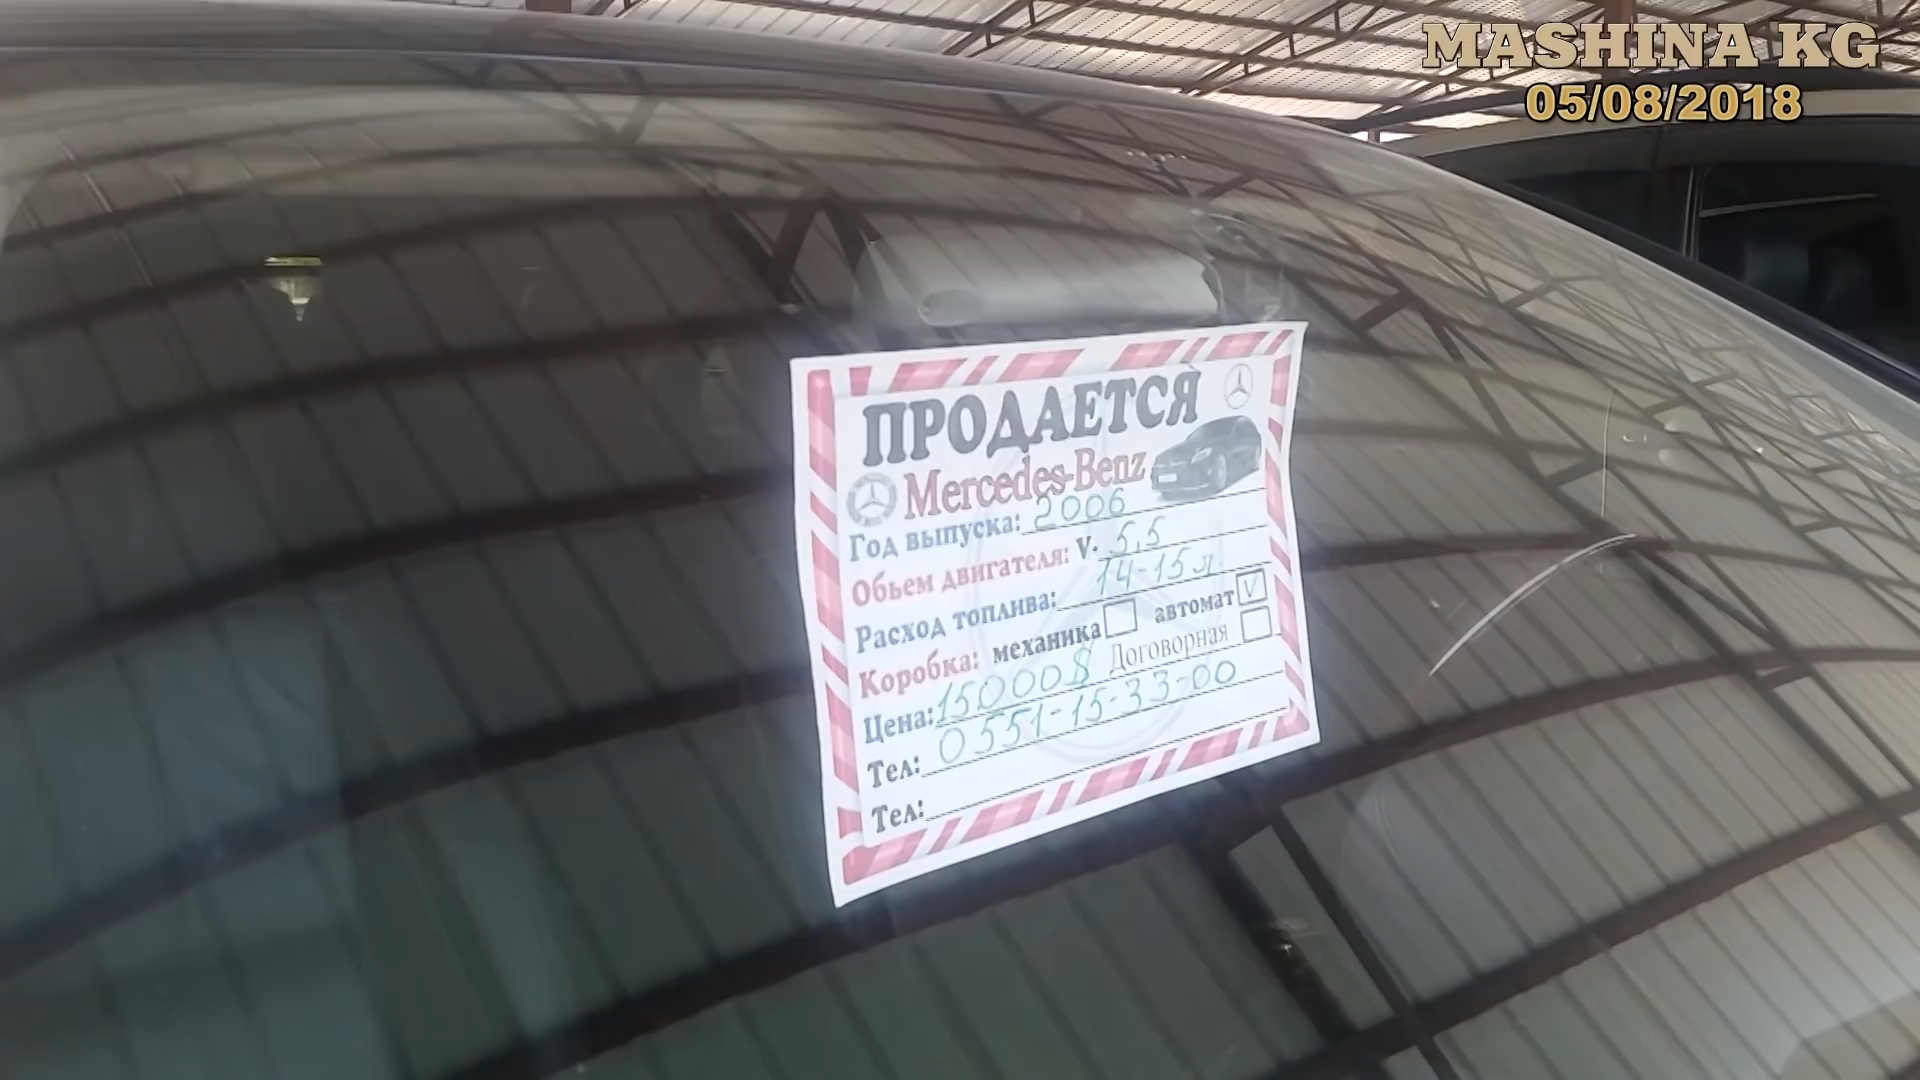 MASHINA KG
05/08/2018
ПРОДАЕТСЯ
Mercedes-Benz
Год выпуска: 2006
Обьем двигателя: V. 5,5
Расход топлива: 14-15 л
Коробка: механика автомат
Цена: 15000$ Договорная
Тел: 0551-15-33-00
Тел: